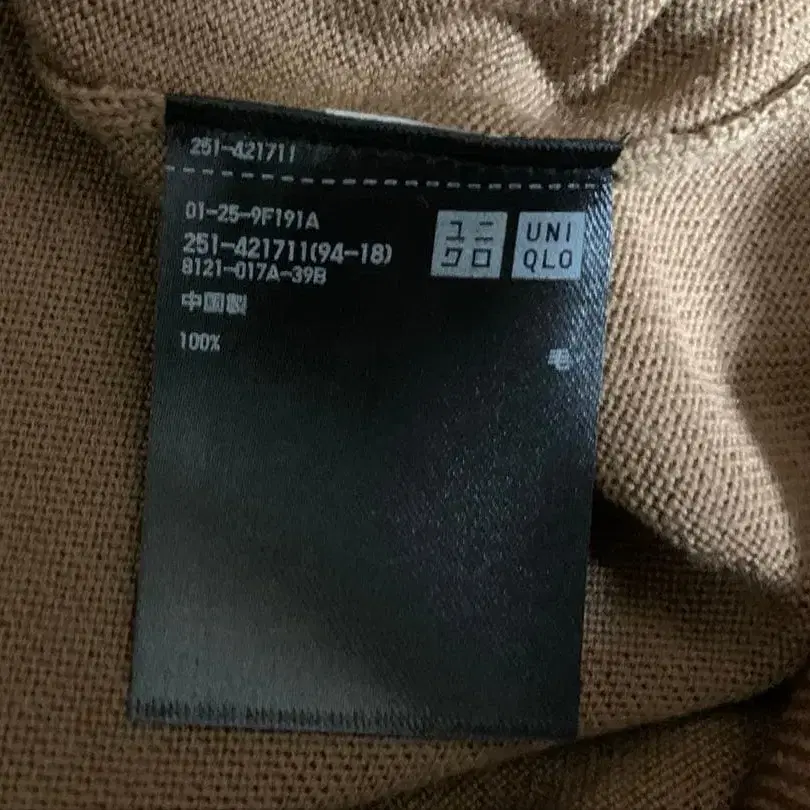 251-421711
01-25-9F191A
251-421711(94-18)
8121-017A-39B
ユニ
クロ
UNI
QLO
中国製
100% 毛